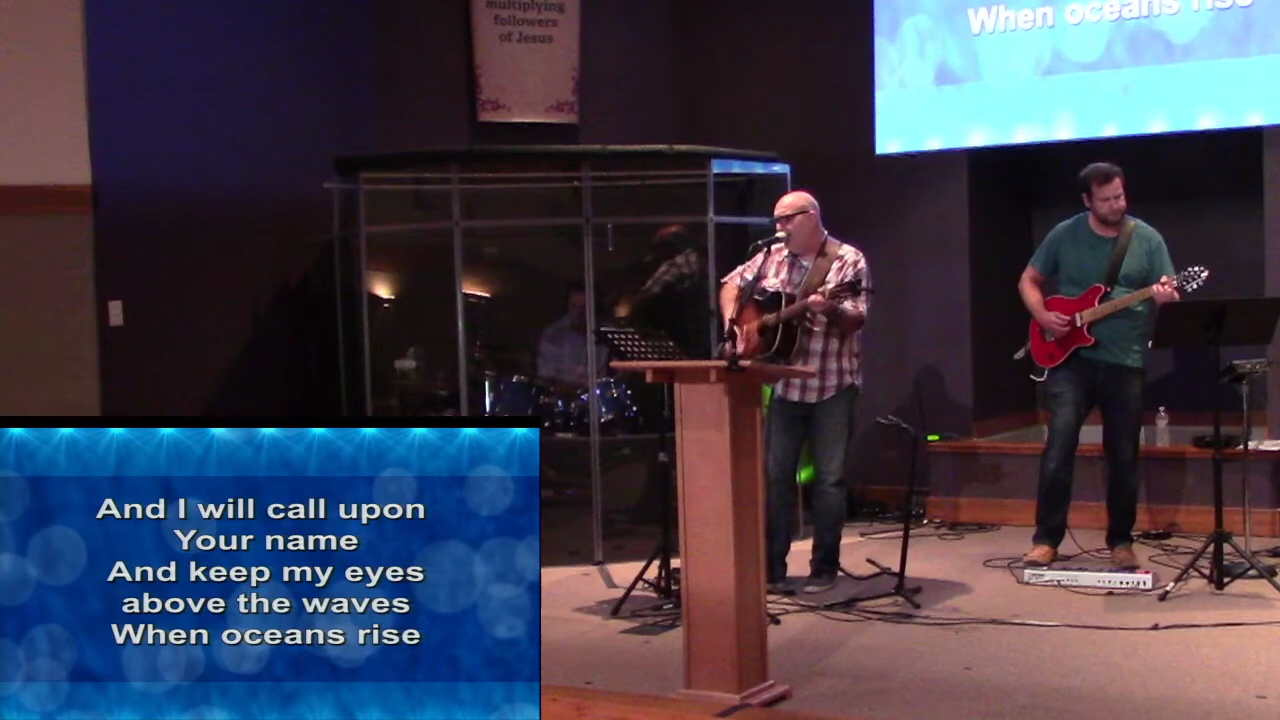 multiplying
followers
of Jesus
When oceans rise
And I will call upon
Your name
And keep my eyes
above the waves
When oceans rise